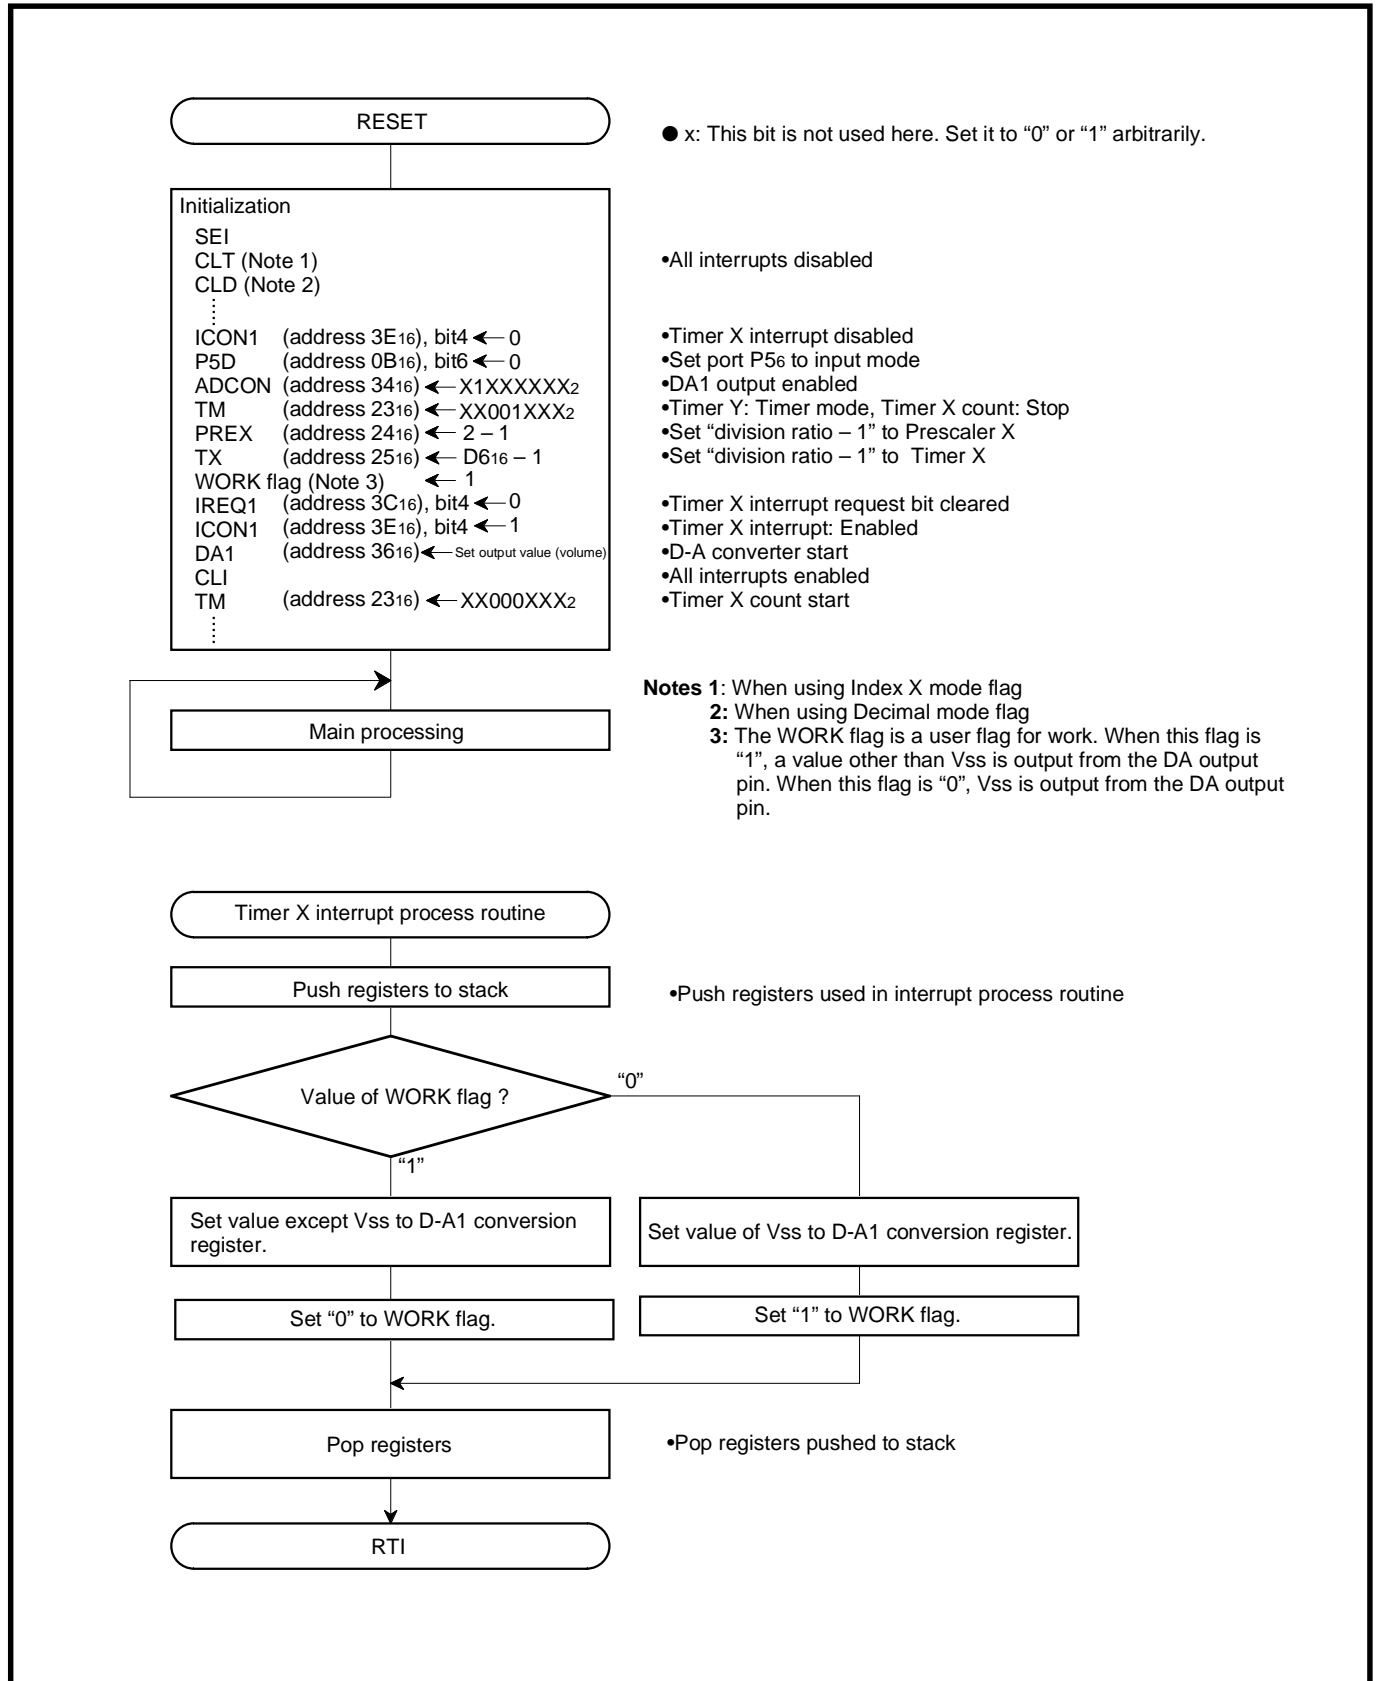 RESET
● x: This bit is not used here. Set it to “0” or “1” arbitrarily.
Initialization
SEI
CLT (Note 1) •All interrupts disabled
CLD (Note 2)
ICON1 (address 3E16), bit4 ← 0 •Timer X interrupt disabled
P5D (address 0B16), bit6 ← 0 •Set port P56 to input mode
ADCON (address 3416) ← X1XXXXXX2 •DA1 output enabled
TM (address 2316) ← XX001XXX2 •Timer Y: Timer mode, Timer X count: Stop
PREX (address 2416) ← 2 – 1 •Set “division ratio – 1” to Prescaler X
TX (address 2516) ← D616 – 1 •Set “division ratio – 1” to Timer X
WORK flag (Note 3) ← 1
IREQ1 (address 3C16), bit4 ← 0 •Timer X interrupt request bit cleared
ICON1 (address 3E16), bit4 ← 1 •Timer X interrupt: Enabled
DA1 (address 3616) ← Set output value (volume) •D-A converter start
CLI •All interrupts enabled
TM (address 2316) ← XX000XXX2 •Timer X count start
Main processing
Notes 1: When using Index X mode flag
2: When using Decimal mode flag
3: The WORK flag is a user flag for work. When this flag is
“1”, a value other than Vss is output from the DA output
pin. When this flag is “0”, Vss is output from the DA output
pin.
Timer X interrupt process routine
Push registers to stack •Push registers used in interrupt process routine
Value of WORK flag ?
“0”
“1”
Set value except Vss to D-A1 conversion
register.
Set value of Vss to D-A1 conversion register.
Set “0” to WORK flag.
Set “1” to WORK flag.
Pop registers •Pop registers pushed to stack
RTI